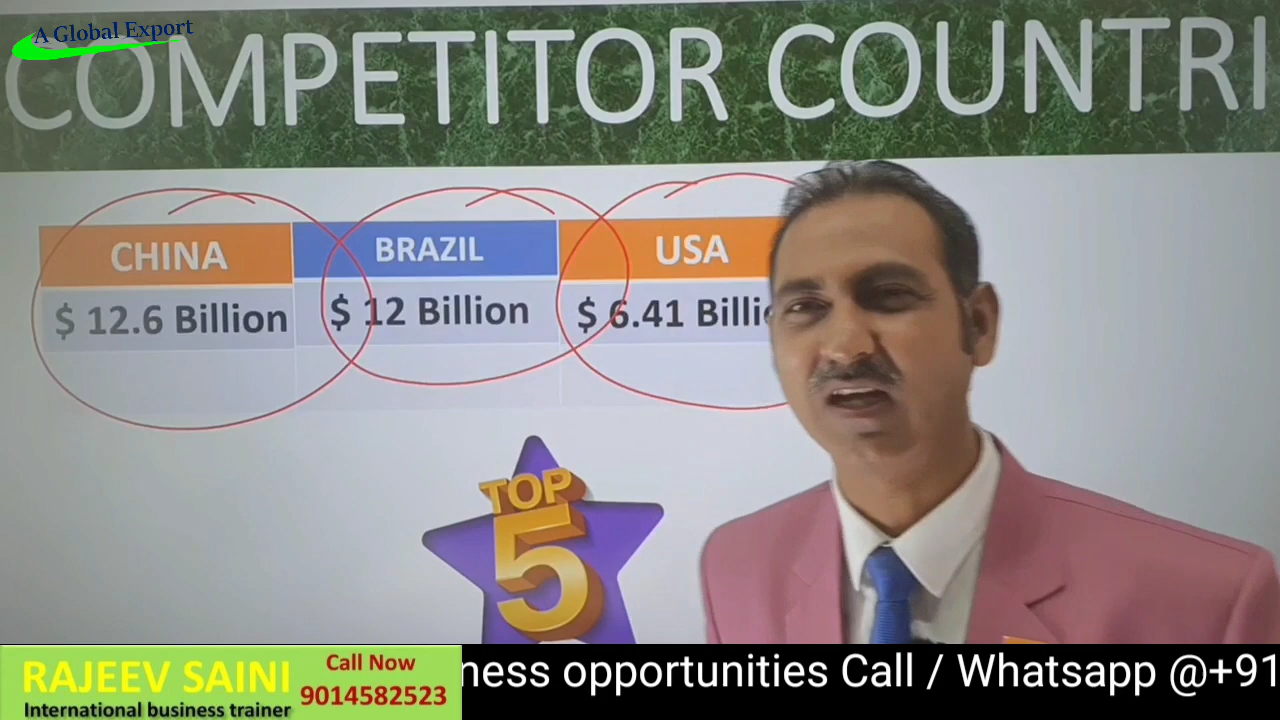 A Global Export
COMPETITOR COUNTRI
CHINA BRAZIL USA
$ 12.6 Billion $ 12 Billion $ 6.41 Billi
TOP
5
RAJEEV SAINI
International business trainer
Call Now
9014582523
ness opportunities Call / Whatsapp @+91